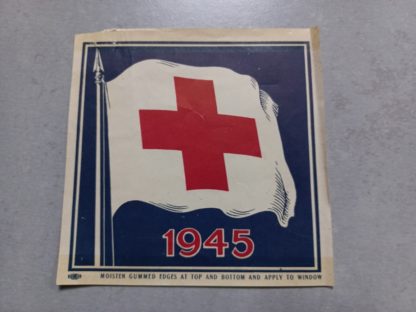 1945
MOISTEN GUMMED EDGES AT TOP AND BOTTOM AND APPLY TO WINDOW